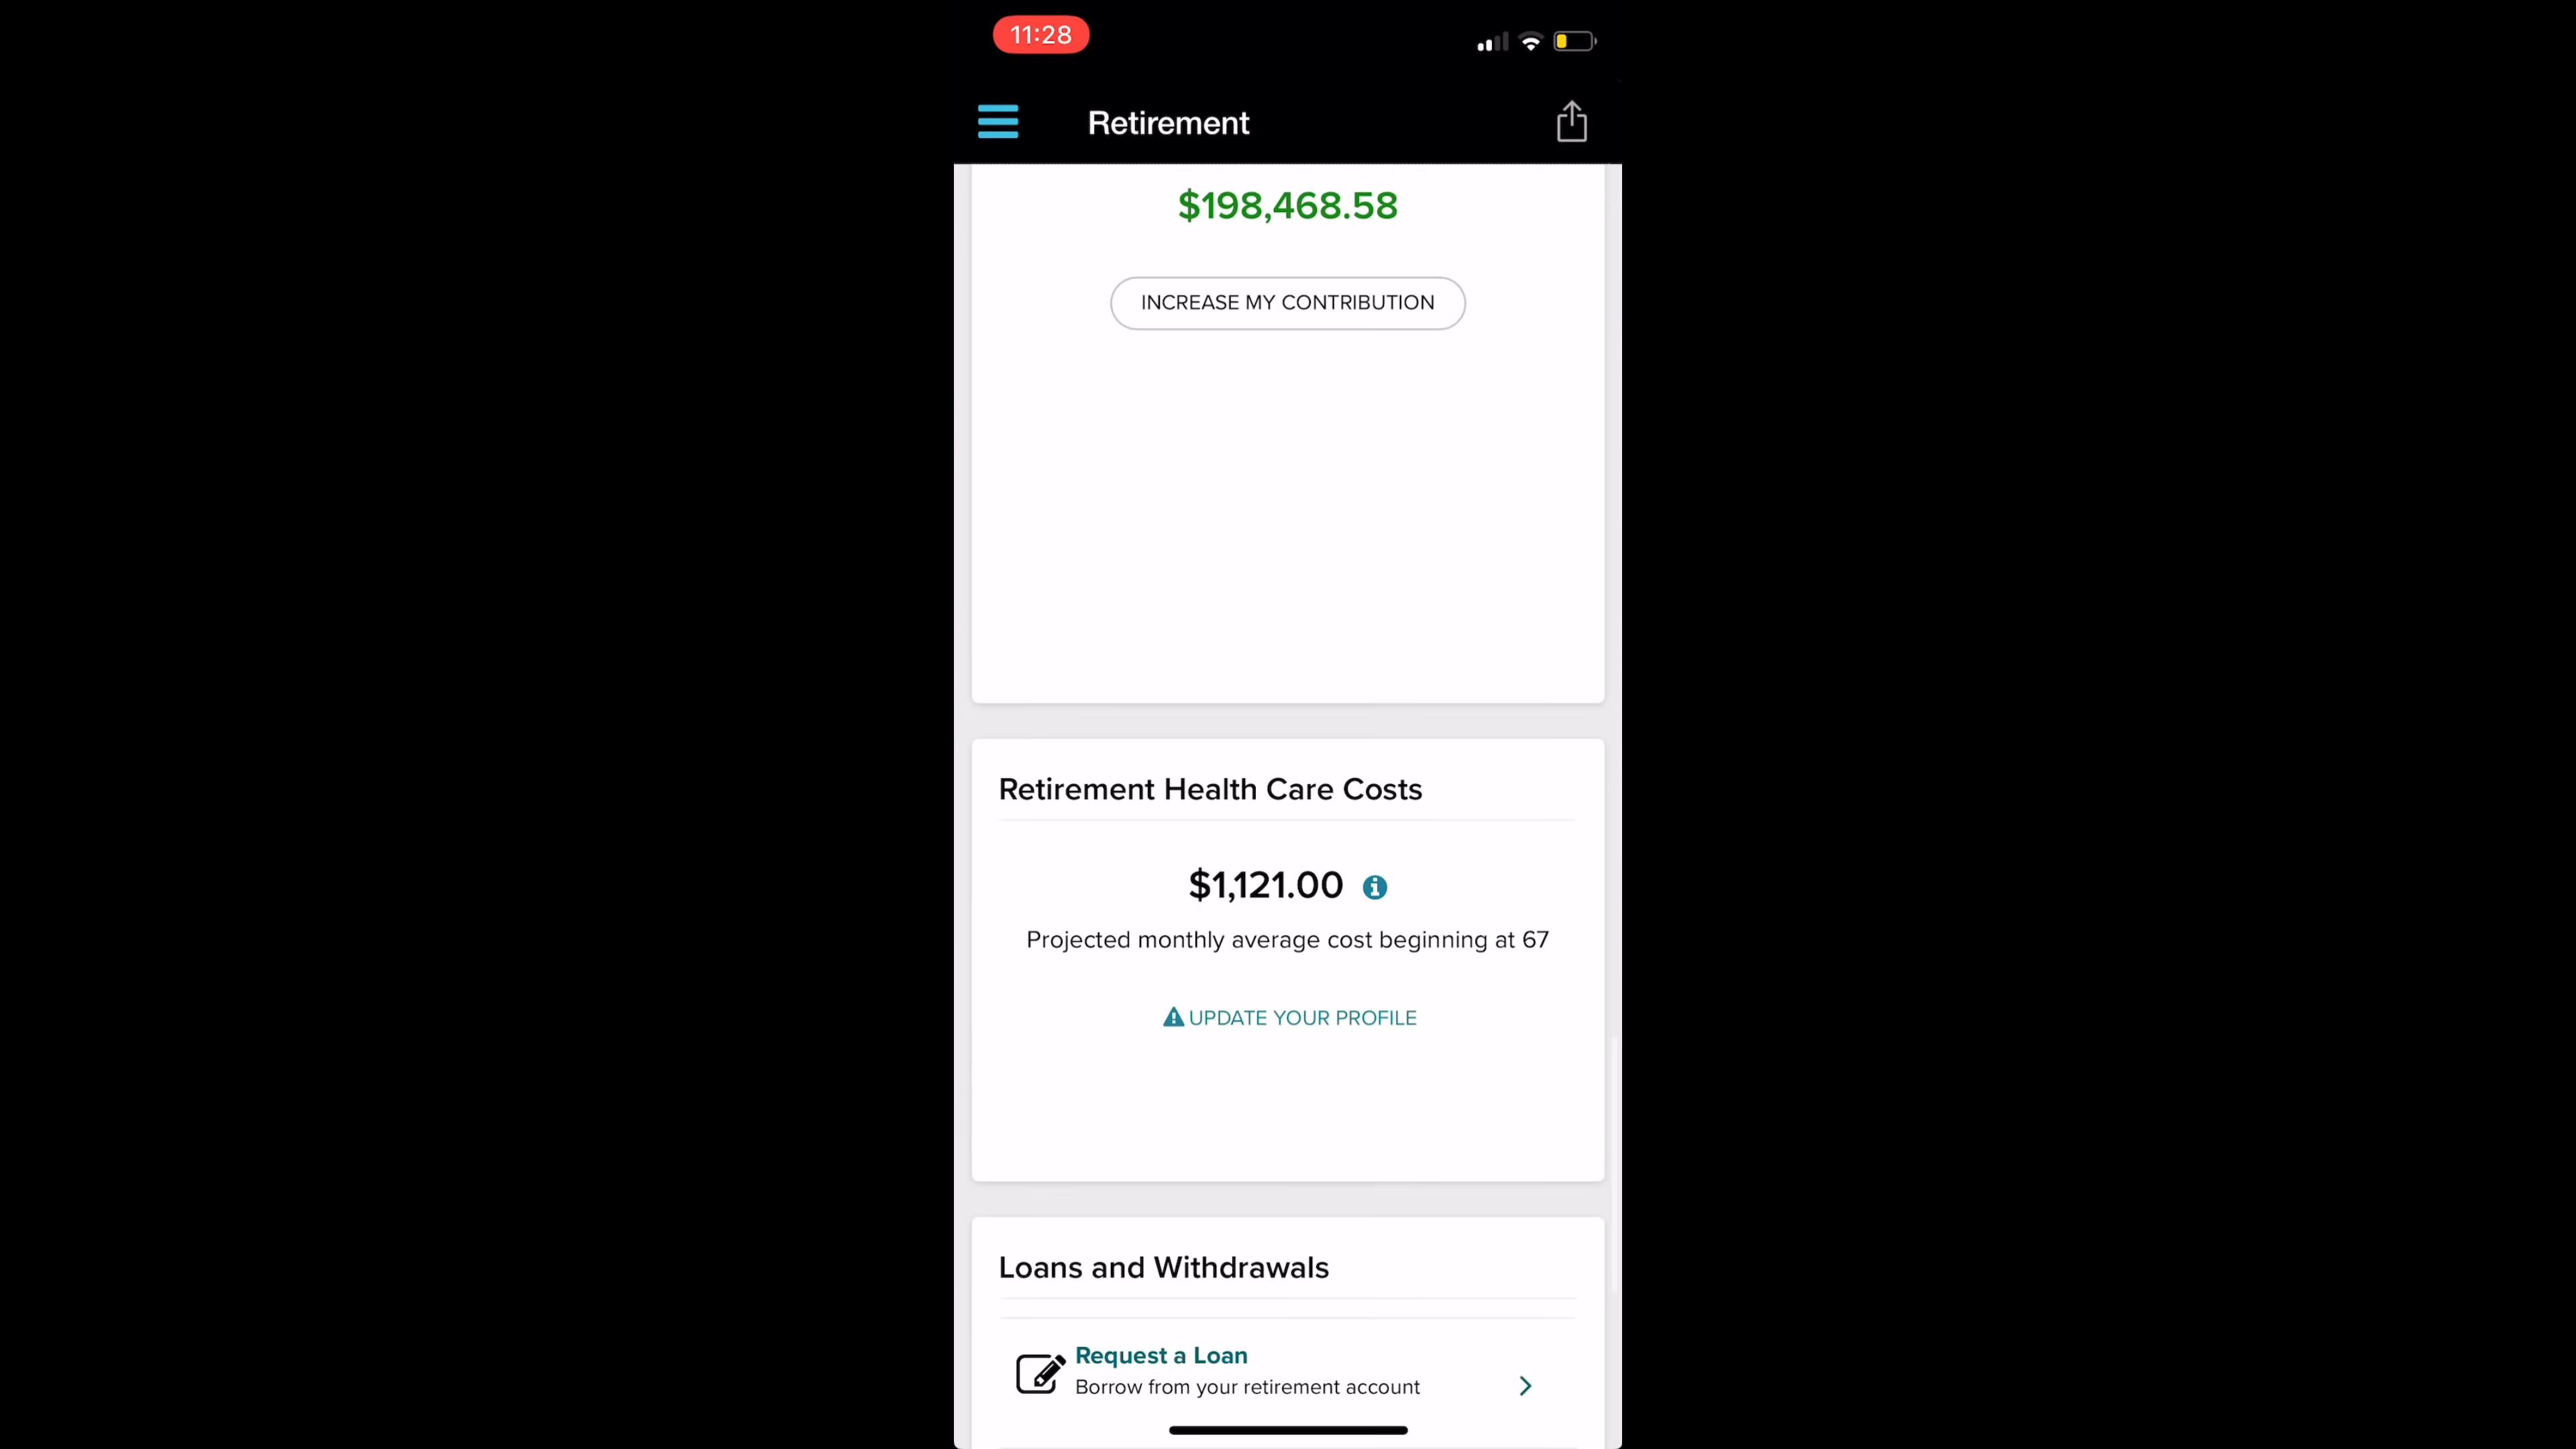 11:28
Retirement
$198,468.58
INCREASE MY CONTRIBUTION
Retirement Health Care Costs
$1,121.00
Projected monthly average cost beginning at 67
UPDATE YOUR PROFILE
Loans and Withdrawals
Request a Loan
Borrow from your retirement account